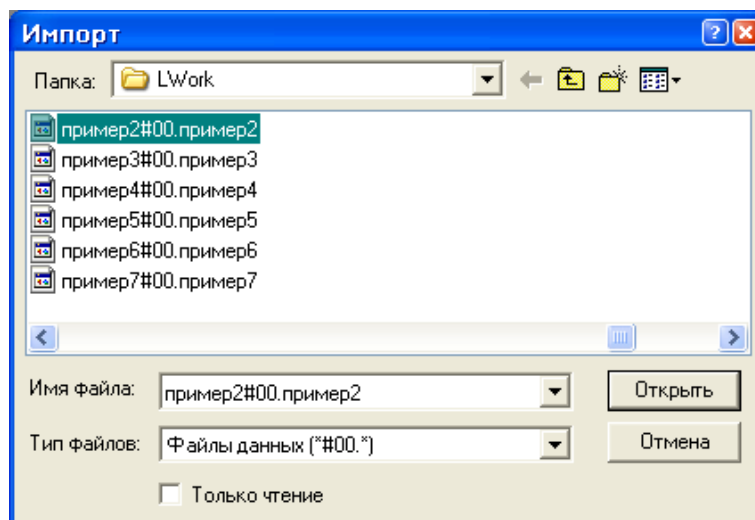 Импорт
Папка: LWork
пример2#00.пример2
пример3#00.пример3
пример4#00.пример4
пример5#00.пример5
пример6#00.пример6
пример7#00.пример7
Имя файла: пример2#00.пример2 Открыть
Тип файлов: Файлы данных (*#00.*) Отмена
Только чтение